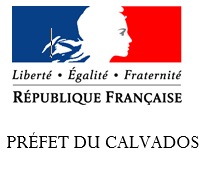 Liberté • Égalité • Fraternité
RÉPUBLIQUE FRANÇAISE
PRÉFET DU CALVADOS